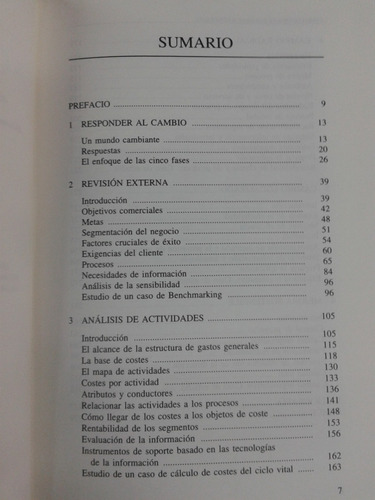 SUMARIO
PREFACIO 9
1 RESPONDER AL CAMBIO 13
Un mundo cambiante 13
Respuestas 20
El enfoque de las cinco fases 26
2 REVISIÓN EXTERNA 39
Introducción 39
Objetivos comerciales 42
Metas 48
Segmentación del negocio 51
Factores cruciales de éxito 54
Exigencias del cliente 60
Procesos 65
Necesidades de información 84
Análisis de la sensibilidad 96
Estudio de un caso de Benchmarking 96
3 ANÁLISIS DE ACTIVIDADES 105
Introducción 105
El alcance de la estructura de gastos generales 115
La base de costes 118
El mapa de actividades 130
Costes por actividad 133
Atributos y conductores 136
Relacionar las actividades a los procesos 141
Cómo llegar de los costes a los objetos de coste 148
Rentabilidad de los segmentos 153
Evaluación de la información 156
Instrumentos de soporte basado en las tecnologías
de la información 162
Estudio de un caso de cálculo de costes del ciclo vital 163
7